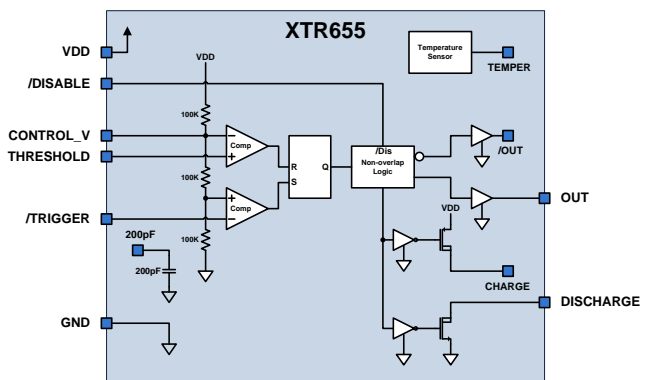 XTR655
VDD
/DISABLE
CONTROL_V
THRESHOLD
/TRIGGER
GND
VDD
100K
100K
100K
Comp
Comp
R
S
Q
/Dis
Non-overlap
Logic
Temperature
Sensor
TEMPER
/OUT
OUT
VDD
CHARGE
DISCHARGE
200pF
200pF